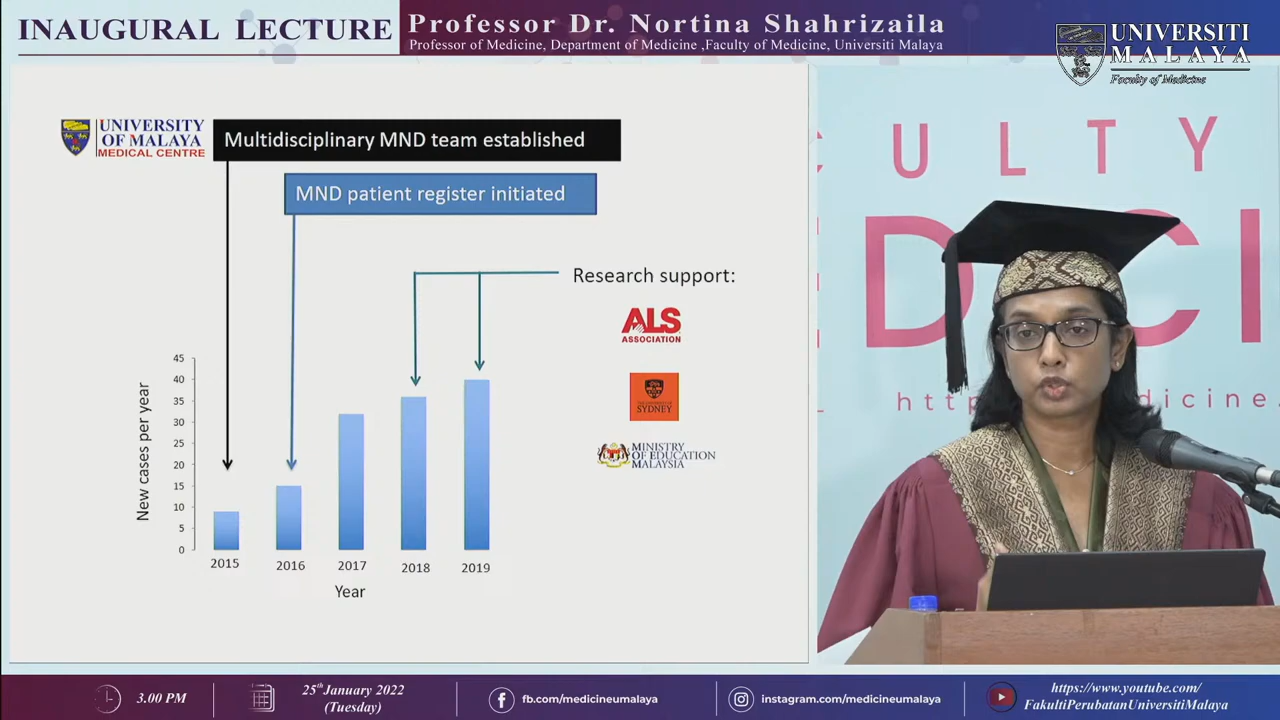 INAUGURAL LECTURE
Professor Dr. Nortina Shahrizaila
Professor of Medicine, Department of Medicine ,Faculty of Medicine, Universiti Malaya
UNIVERSITI
MALAYA
Faculty of Medicine
UNIVERSITY
OF MALAYA
MEDICAL CENTRE
Multidisciplinary MND team established
MND patient register initiated
Research support:
ALS
ASSOCIATION
SYDNEY
MINISTRY
OF EDUCATION
MALAYSIA
New cases per year
45
40
35
30
25
20
15
10
5
0
2015
2016
2017
2018
2019
Year
ULTY
http
dicine.
3.00 PM
25th January 2022
(Tuesday)
fb.com/medicineumalaya
instagram.com/medicineumalaya
https://www.youtube.com/
FakultiPerubatanUniversitiMalaya